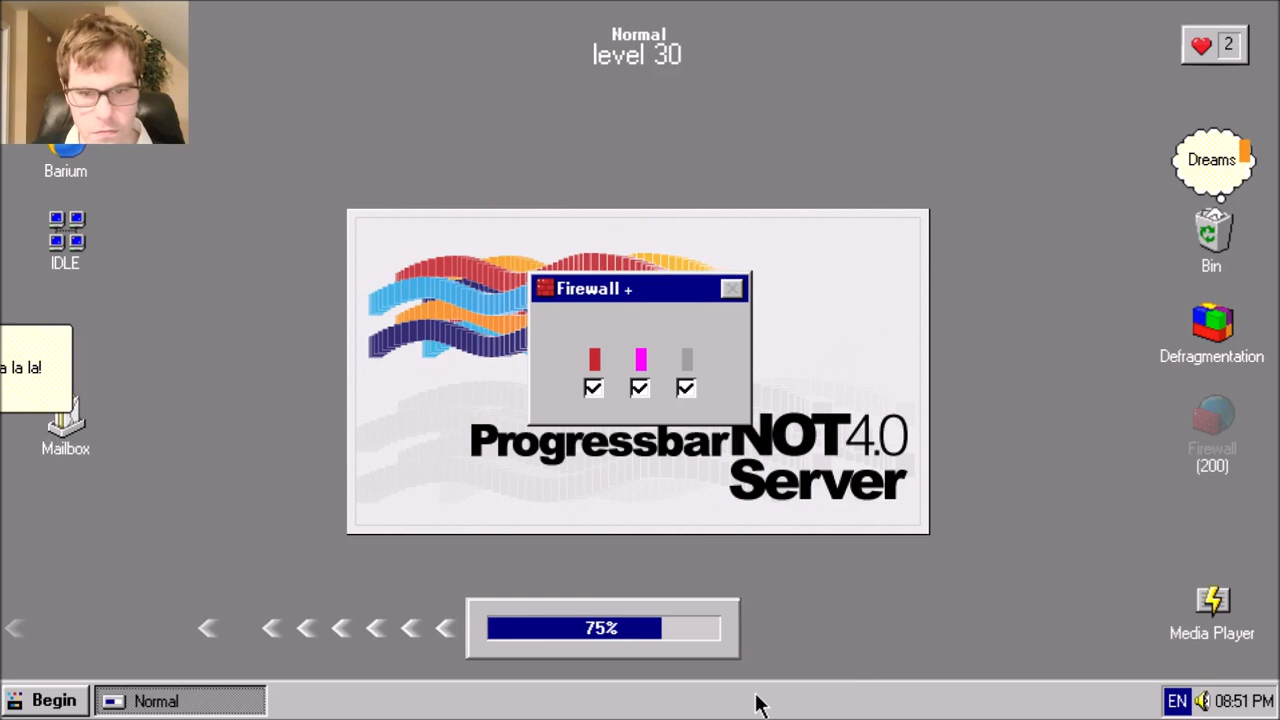 Normal
level 30
2
Barium
Dreams
IDLE
Bin
Firewall +
a la la!
Defragmentation
Mailbox
ProgressbarNOT4.0
Server
Firewall
(200)
75%
Media Player
Begin
Normal
EN
08:51 PM